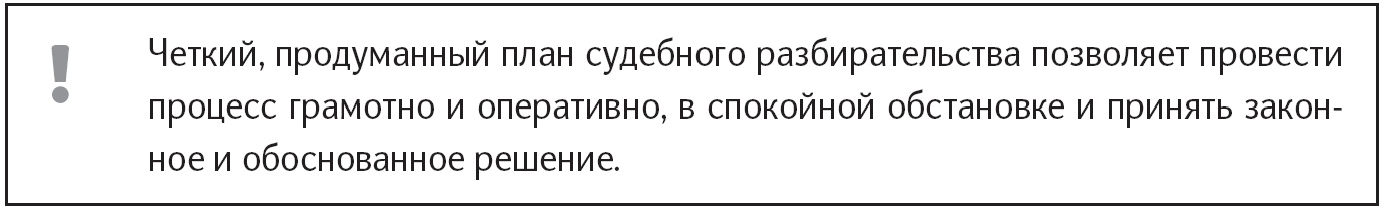 !
Четкий, продуманный план судебного разбирательства позволяет провести
процесс грамотно и оперативно, в спокойной обстановке и принять закон-
ное и обоснованное решение.